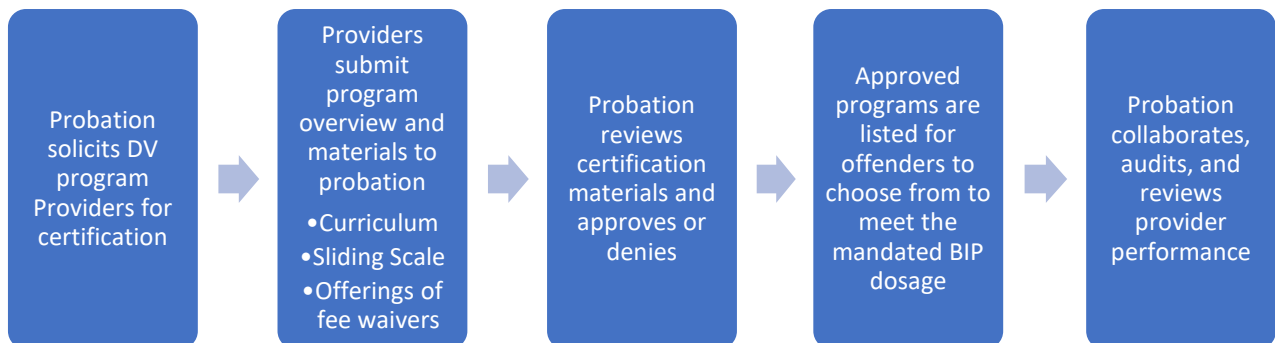 Probation
solicits DV
program
Providers for
certification
Providers
submit
program
overview and
materials to
probation
•Curriculum
•Sliding Scale
•Offerings of
fee waivers
Probation
reviews
certification
materials and
approves or
denies
Approved
programs are
listed for
offenders to
choose from to
meet the
mandated BIP
dosage
Probation
collaborates,
audits, and
reviews
provider
performance